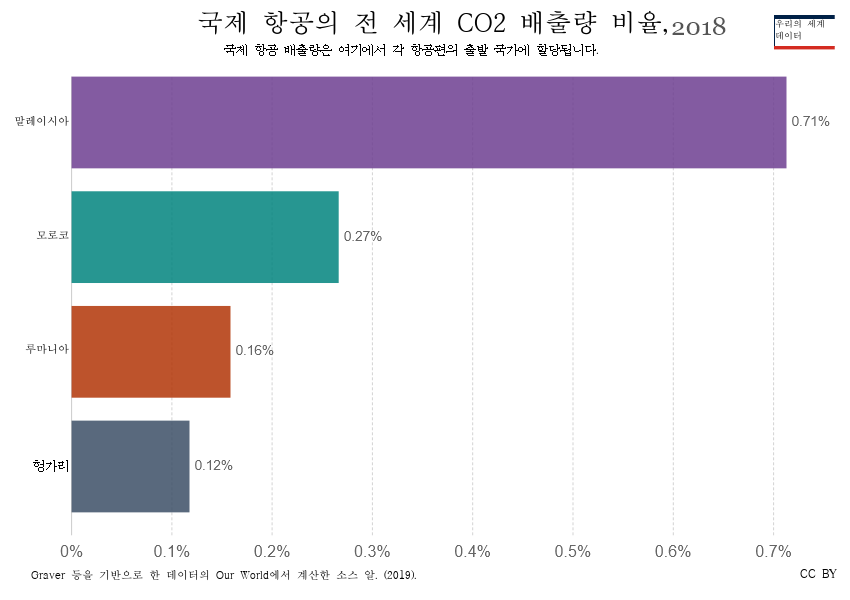 국제 항공의 전 세계 CO2 배출량 비율,2018
국제 항공 배출량은 여기에서 각 항공편의 출발 국가에 할당됩니다.
우리의 세계
데이터
말레이시아
0.71%
모로코
0.27%
루마니아
0.16%
헝가리
0.12%
0%
0.1%
0.2%
0.3%
0.4%
0.5%
0.6%
0.7%
Graver 등을 기반으로 한 데이터의 Our World에서 계산한 소스 알. (2019).
CC BY